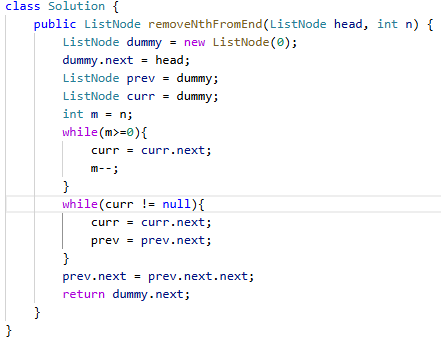 class Solution {
    public ListNode removeNthFromEnd(ListNode head, int n) {
        ListNode dummy = new ListNode(0);
        dummy.next = head;
        ListNode prev = dummy;
        ListNode curr = dummy;
        int m = n;
        while(m>=0){
            curr = curr.next;
            m--;
        }
        while(curr != null){
            curr = curr.next;
            prev = prev.next;
        }
        prev.next = prev.next.next;
        return dummy.next;
    }
}